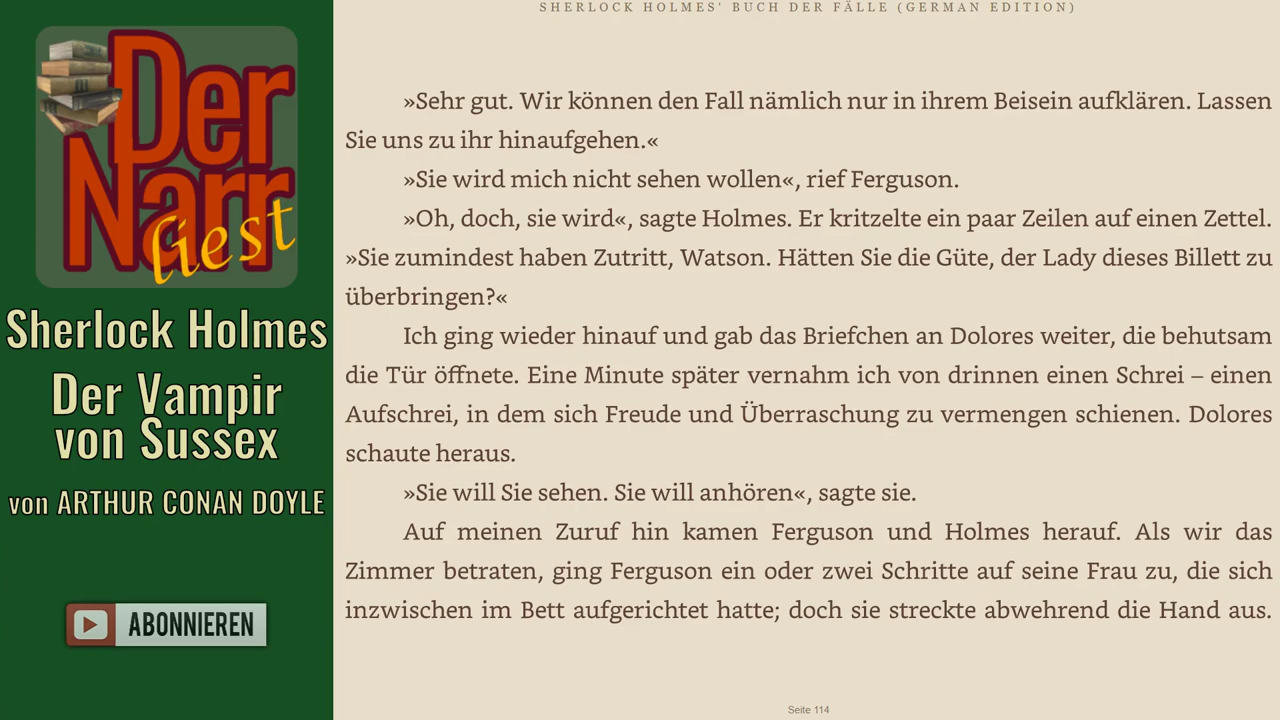 Der
Narr
liest
Sherlock Holmes
Der Vampir
von Sussex
von ARTHUR CONAN DOYLE
ABONNIEREN
SHERLOCK HOLMES' BUCH DER FÄLLE (GERMAN EDITION)
»Sehr gut. Wir können den Fall nämlich nur in ihrem Beisein aufklären. Lassen
Sie uns zu ihr hinaufgehen.«
»Sie wird mich nicht sehen wollen«, rief Ferguson.
»Oh, doch, sie wird«, sagte Holmes. Er kritzelte ein paar Zeilen auf einen Zettel.
»Sie zumindest haben Zutritt, Watson. Hätten Sie die Güte, der Lady dieses Billett zu
überbringen?«
Ich ging wieder hinauf und gab das Briefchen an Dolores weiter, die behutsam
die Tür öffnete. Eine Minute später vernahm ich von drinnen einen Schrei – einen
Aufschrei, in dem sich Freude und Überraschung zu vermengen schienen. Dolores
schaute heraus.
»Sie will Sie sehen. Sie will anhören«, sagte sie.
Auf meinen Zuruf hin kamen Ferguson und Holmes herauf. Als wir das
Zimmer betraten, ging Ferguson ein oder zwei Schritte auf seine Frau zu, die sich
inzwischen im Bett aufgerichtet hatte; doch sie streckte abwehrend die Hand aus.
Seite 114